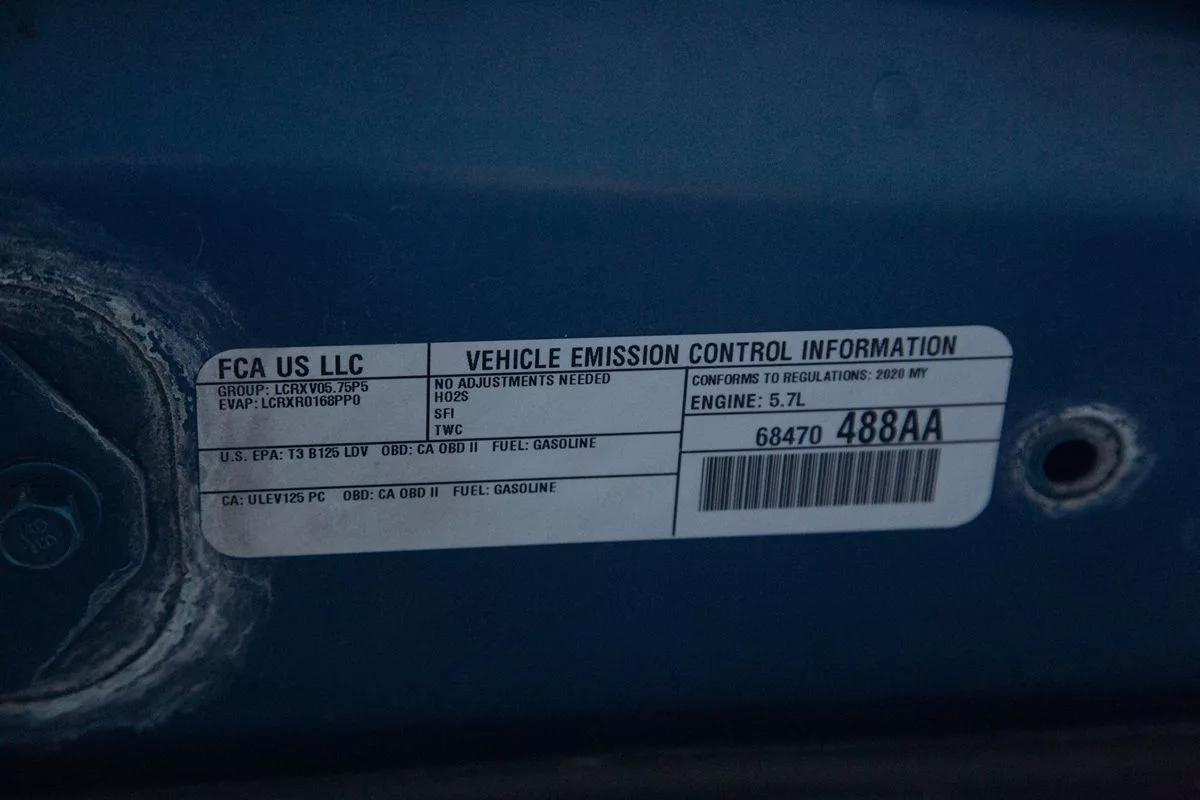 FCA US LLC
VEHICLE EMISSION CONTROL INFORMATION
GROUP: LCRXV05.75P5
EVAP: LCRXR0168PP0
NO ADJUSTMENTS NEEDED
HO2S
SFI
TWC
CONFORMS TO REGULATIONS: 2020 MY
ENGINE: 5.7L
68470 488AA
U.S. EPA: T3 B125 LDV OBD: CA OBD II FUEL: GASOLINE
CA: ULEV125 PC OBD: CA OBD II FUEL: GASOLINE